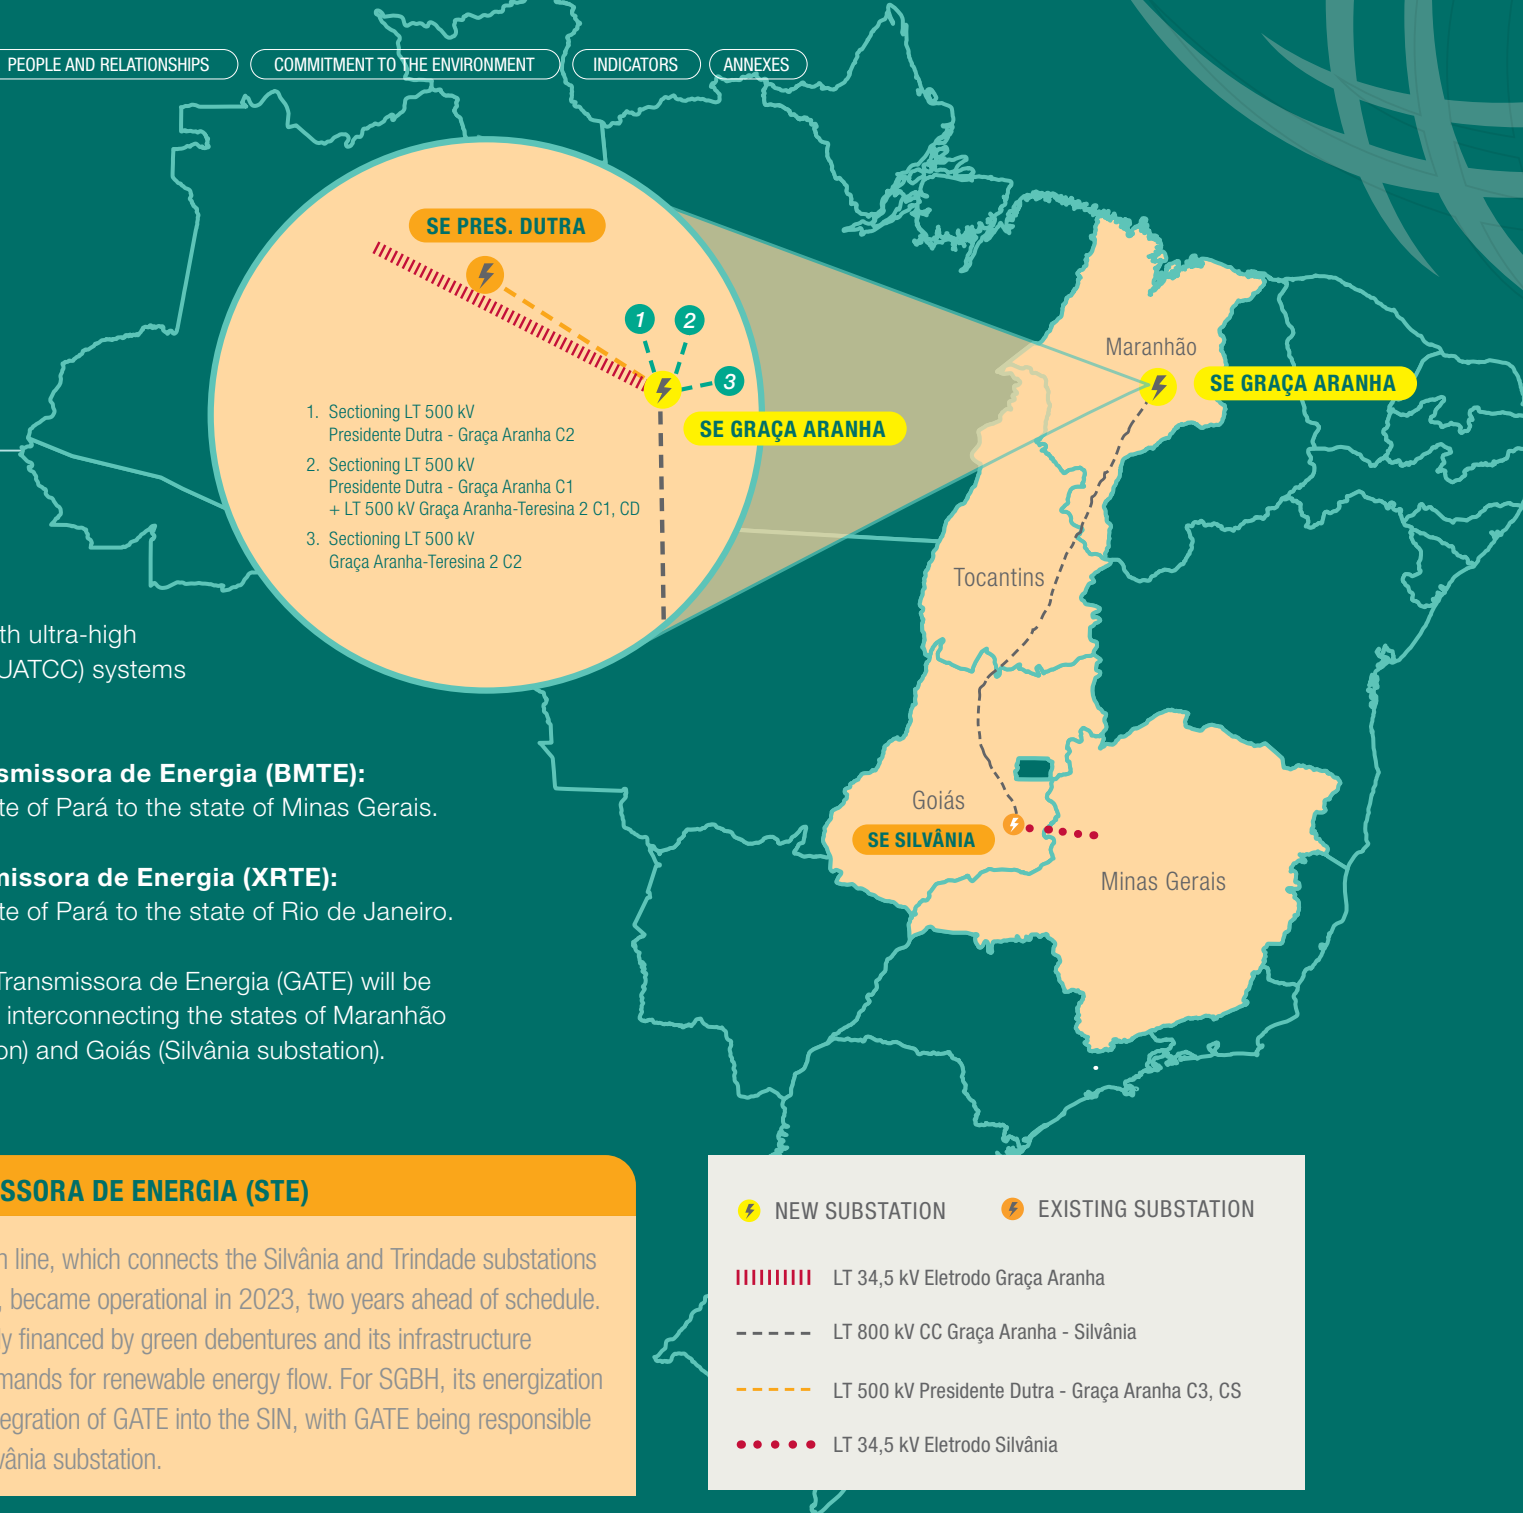 PEOPLE AND RELATIONSHIPS
COMMITMENT TO THE ENVIRONMENT
INDICATORS
ANNEXES
SE PRES. DUTRA
1
2
3
SE GRAÇA ARANHA
1. Sectioning LT 500 kV
Presidente Dutra - Graça Aranha C2
2. Sectioning LT 500 kV
Presidente Dutra - Graça Aranha C1
+ LT 500 kV Graça Aranha-Teresina 2 C1, CD
3. Sectioning LT 500 kV
Graça Aranha-Teresina 2 C2
Maranhão
SE GRAÇA ARANHA
Tocantins
Goiás
SE SILVÂNIA
Minas Gerais
th ultra-high
UATCC) systems
smissora de Energia (BMTE):
te of Pará to the state of Minas Gerais.
missora de Energia (XRTE):
te of Pará to the state of Rio de Janeiro.
Transmissora de Energia (GATE) will be
interconnecting the states of Maranhão
on) and Goiás (Silvânia substation).
SSORA DE ENERGIA (STE)
n line, which connects the Silvânia and Trindade substations
, became operational in 2023, two years ahead of schedule.
y financed by green debentures and its infrastructure
mands for renewable energy flow. For SGBH, its energization
tegration of GATE into the SIN, with GATE being responsible
vânia substation.
NEW SUBSTATION
EXISTING SUBSTATION
LT 34,5 kV Eletrodo Graça Aranha
LT 800 kV CC Graça Aranha - Silvânia
LT 500 kV Presidente Dutra - Graça Aranha C3, CS
LT 34,5 kV Eletrodo Silvânia